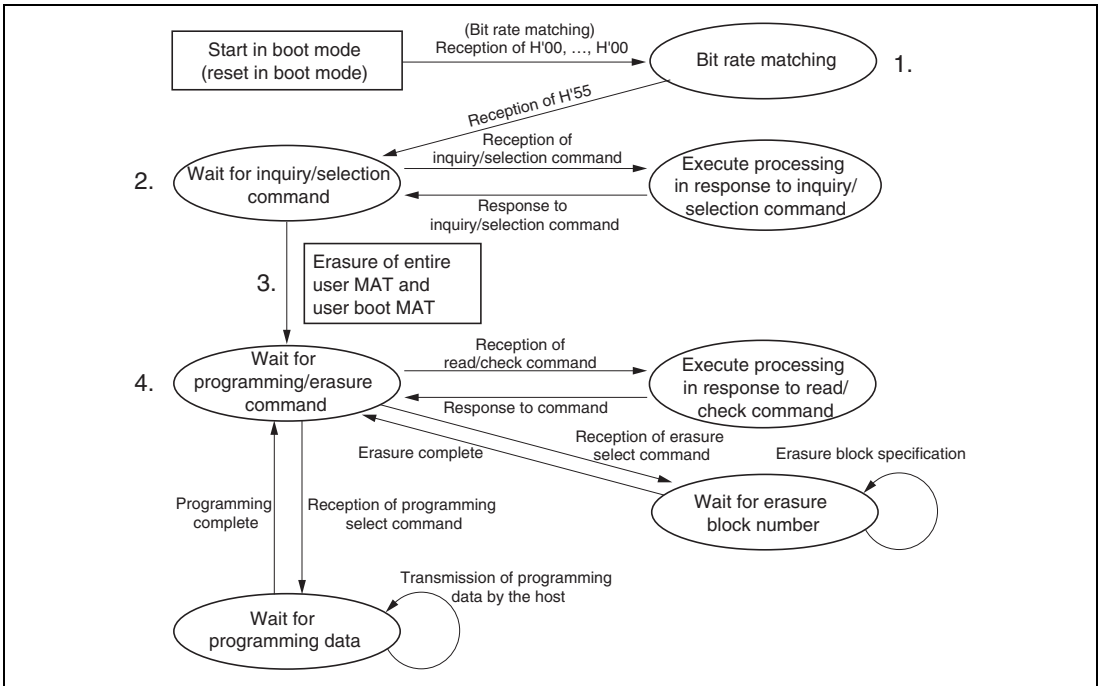 Start in boot mode
(reset in boot mode)
(Bit rate matching)
Reception of H'00, ..., H'00
Bit rate matching
1.
Reception of H'55
2.
Wait for inquiry/selection
command
Reception of
inquiry/selection command
Response to
inquiry/selection command
Execute processing
in response to inquiry/
selection command
3.
Erasure of entire
user MAT and
user boot MAT
4.
Wait for
programming/erasure
command
Reception of
read/check command
Response to command
Execute processing
in response to read/
check command
Erasure complete
Reception of erasure
select command
Erasure block specification
Wait for erasure
block number
Programming
complete
Reception of programming
select command
Transmission of programming
data by the host
Wait for
programming data